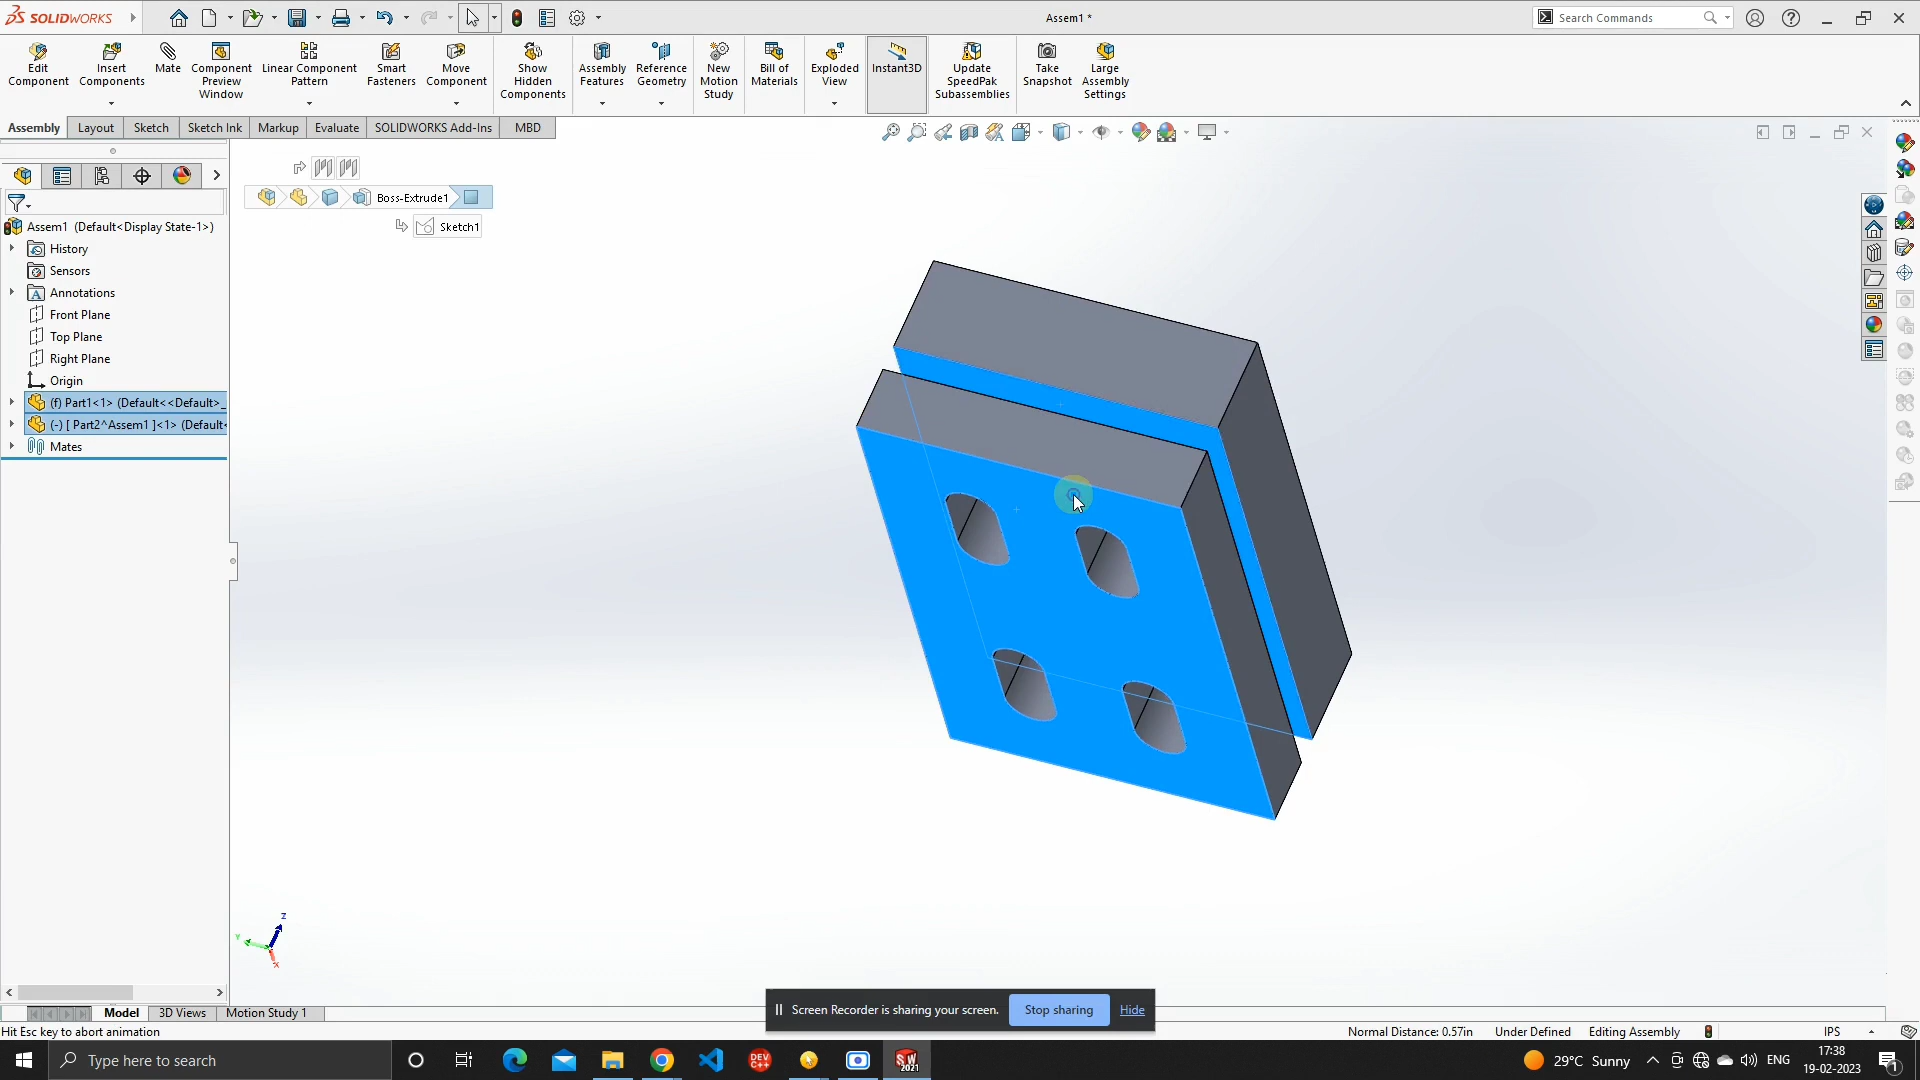 SOLIDWORKS
Assem1 *
Search Commands
Edit Component
Insert Components
Mate
Component Preview Window
Linear Component Pattern
Smart Fasteners
Move Component
Show Hidden Components
Assembly Features
Reference Geometry
New Motion Study
Bill of Materials
Exploded View
Instant3D
Update SpeedPak Subassemblies
Take Snapshot
Large Assembly Settings
Assembly
Layout
Sketch
Sketch Ink
Markup
Evaluate
SOLIDWORKS Add-Ins
MBD
Boss-Extrude1
Sketch1
Assem1 (Default<Display State-1>)
History
Sensors
Annotations
Front Plane
Top Plane
Right Plane
Origin
(f) Part1<1> (Default<<Default>_
(-) [ Part2^Assem1 ]<1> (Default<
Mates
Z
Y
X
Model
3D Views
Motion Study 1
Screen Recorder is sharing your screen.
Stop sharing
Hide
Hit Esc key to abort animation
Normal Distance: 0.57in
Under Defined
Editing Assembly
IPS
Type here to search
DEV C++
SW 2021
29°C Sunny
ENG
17:38
19-02-2023
1